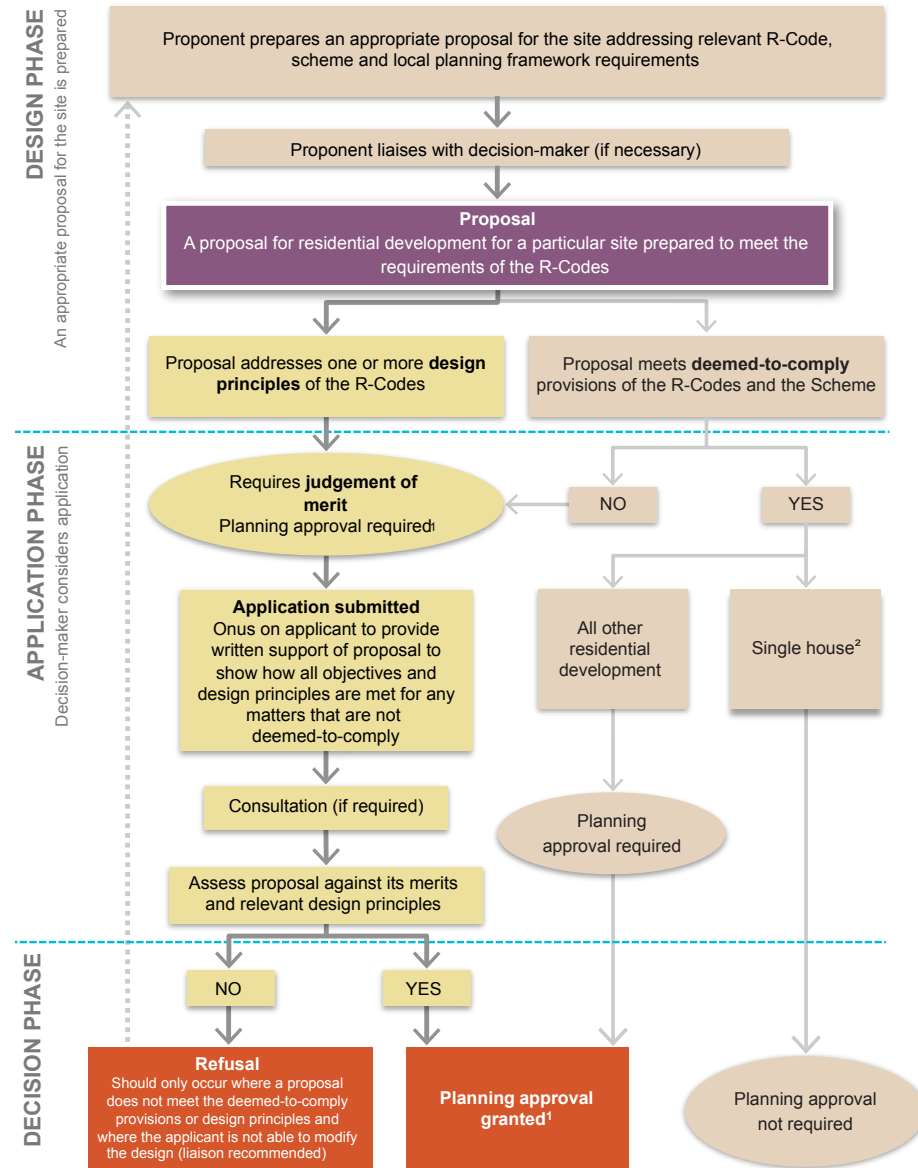 DESIGN PHASE
An appropriate proposal for the site is prepared
Proponent prepares an appropriate proposal for the site addressing relevant R-Code,
scheme and local planning framework requirements
Proponent liaises with decision-maker (if necessary)
Proposal
A proposal for residential development for a particular site prepared to meet the
requirements of the R-Codes
Proposal addresses one or more design
principles of the R-Codes
Proposal meets deemed-to-comply
provisions of the R-Codes and the Scheme
APPLICATION PHASE
Decision-maker considers application
Requires judgement of
merit
Planning approval required¹
NO
YES
Application submitted
Onus on applicant to provide
written support of proposal to
show how all objectives and
design principles are met for any
matters that are not
deemed-to-comply
All other
residential
development
Single house²
Consultation (if required)
Planning
approval required
Assess proposal against its merits
and relevant design principles
DECISION PHASE
NO
YES
Refusal
Should only occur where a proposal
does not meet the deemed-to-comply
provisions or design principles and
where the applicant is not able to modify
the design (liaison recommended)
Planning approval
granted¹
Planning approval
not required